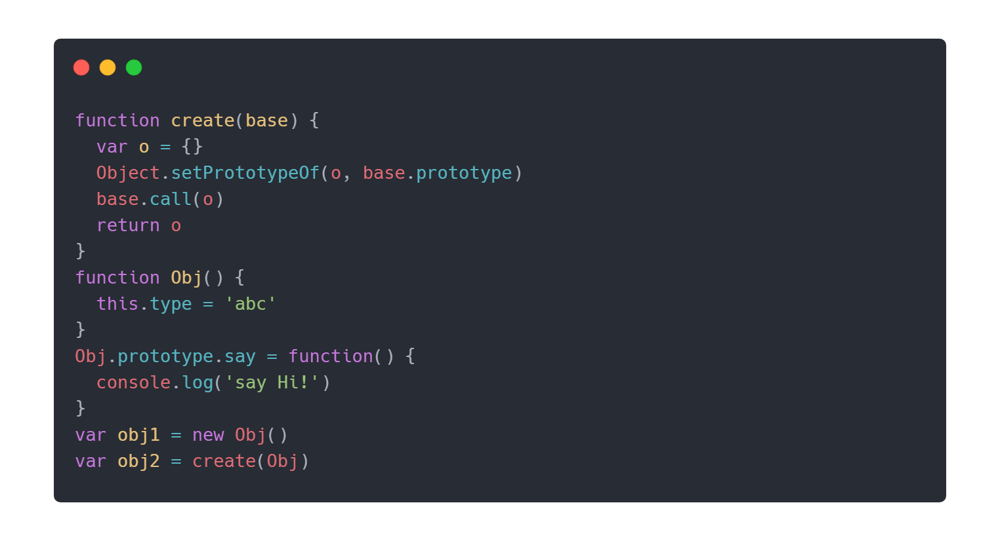 function create(base) {
  var o = {}
  Object.setPrototypeOf(o, base.prototype)
  base.call(o)
  return o
}
function Obj() {
  this.type = 'abc'
}
Obj.prototype.say = function() {
  console.log('say Hi!')
}
var obj1 = new Obj()
var obj2 = create(Obj)